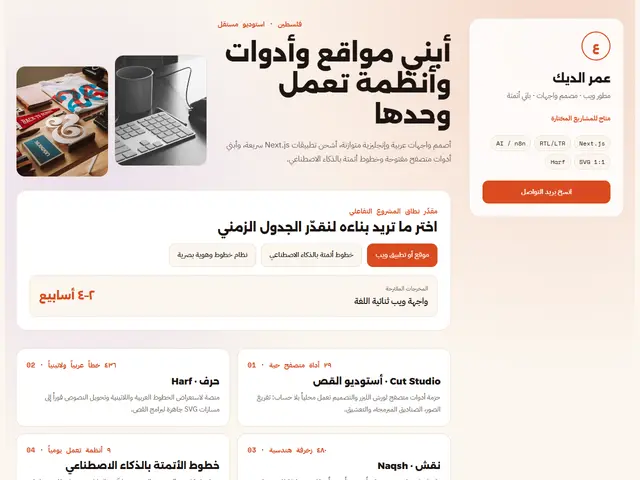 ع
عمر الديك
مطور ويب · مصمم واجهات · باني أتمتة
متاح للمشاريع المختارة
Next.js
RTL/LTR
AI / n8n
SVG 1:1
Harf
انسخ بريد التواصل
فلسطين · استوديو مستقل
أبني مواقع وأدوات
وأنظمة تعمل
وحدها
أصمم واجهات عربية وإنجليزية متوازنة، أشحن تطبيقات Next.js سريعة، وأبني
أدوات متصفح مفتوحة وخطوط أتمتة بالذكاء الاصطناعي.
مقدّر نطاق المشروع التفاعلي
اختر ما تريد بناءه لنقدّر الجدول الزمني
موقع أو تطبيق ويب
خطوط أتمتة بالذكاء الاصطناعي
نظام خطوط وهوية بصرية
المخرجات المقترحة
واجهة ويب ثنائية اللغة
٢-٤ أسابيع
01 · ٢٩ أداة متصفح حية
Cut Studio · أستوديو القص
حزمة أدوات متصفح لورش الليزر والتصميم تعمل محلياً بلا حساب: تفريغ
الصور، الصناديق المبرمجة، والتعشيق.
02 · ٤٣٦ خطاً عربياً ولاتينياً
حرف · Harf
منصة لاستعراض الخطوط العربية واللاتينية وتحويل النصوص فوراً إلى
مسارات SVG جاهزة لبرامج القص.
03 · ٤٨٠ زخرفة هندسية
نقش · Naqsh
04 · ٩ أنظمة تعمل يومياً
خطوط الأتمتة بالذكاء الاصطناعي